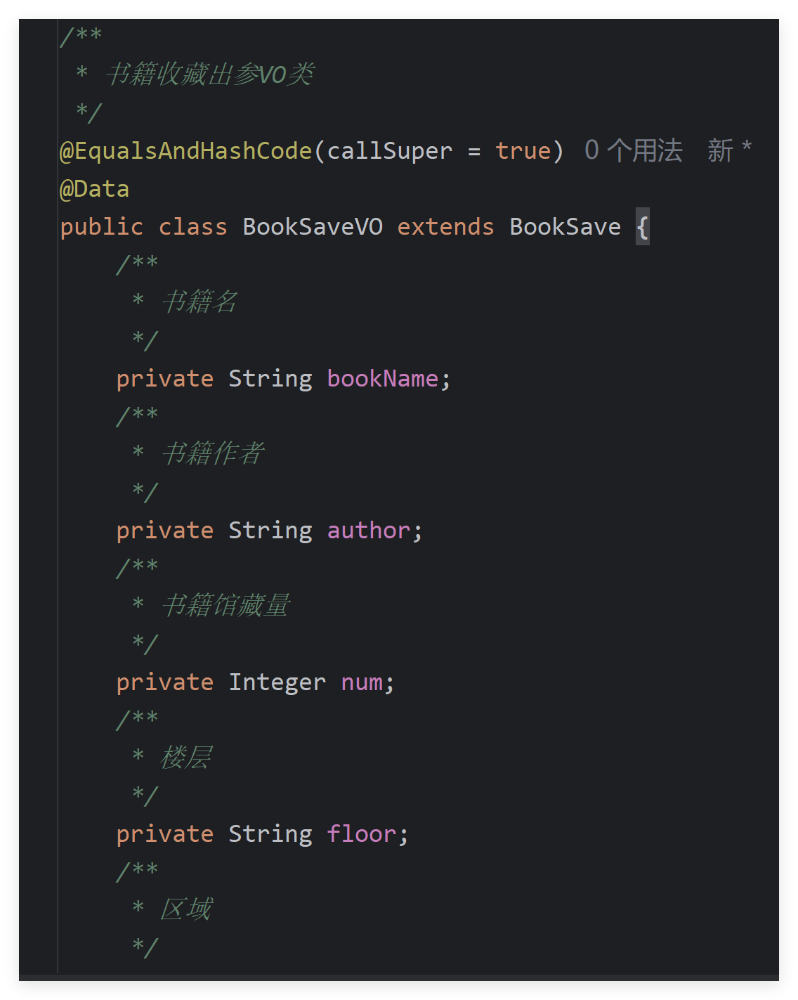 /**
 * 书籍收藏出参VO类
 */
@EqualsAndHashCode(callSuper = true) 0 个用法 新 *
@Data
public class BookSaveVO extends BookSave {
    /**
     * 书籍名
     */
    private String bookName;
    /**
     * 书籍作者
     */
    private String author;
    /**
     * 书籍馆藏量
     */
    private Integer num;
    /**
     * 楼层
     */
    private String floor;
    /**
     * 区域
     */